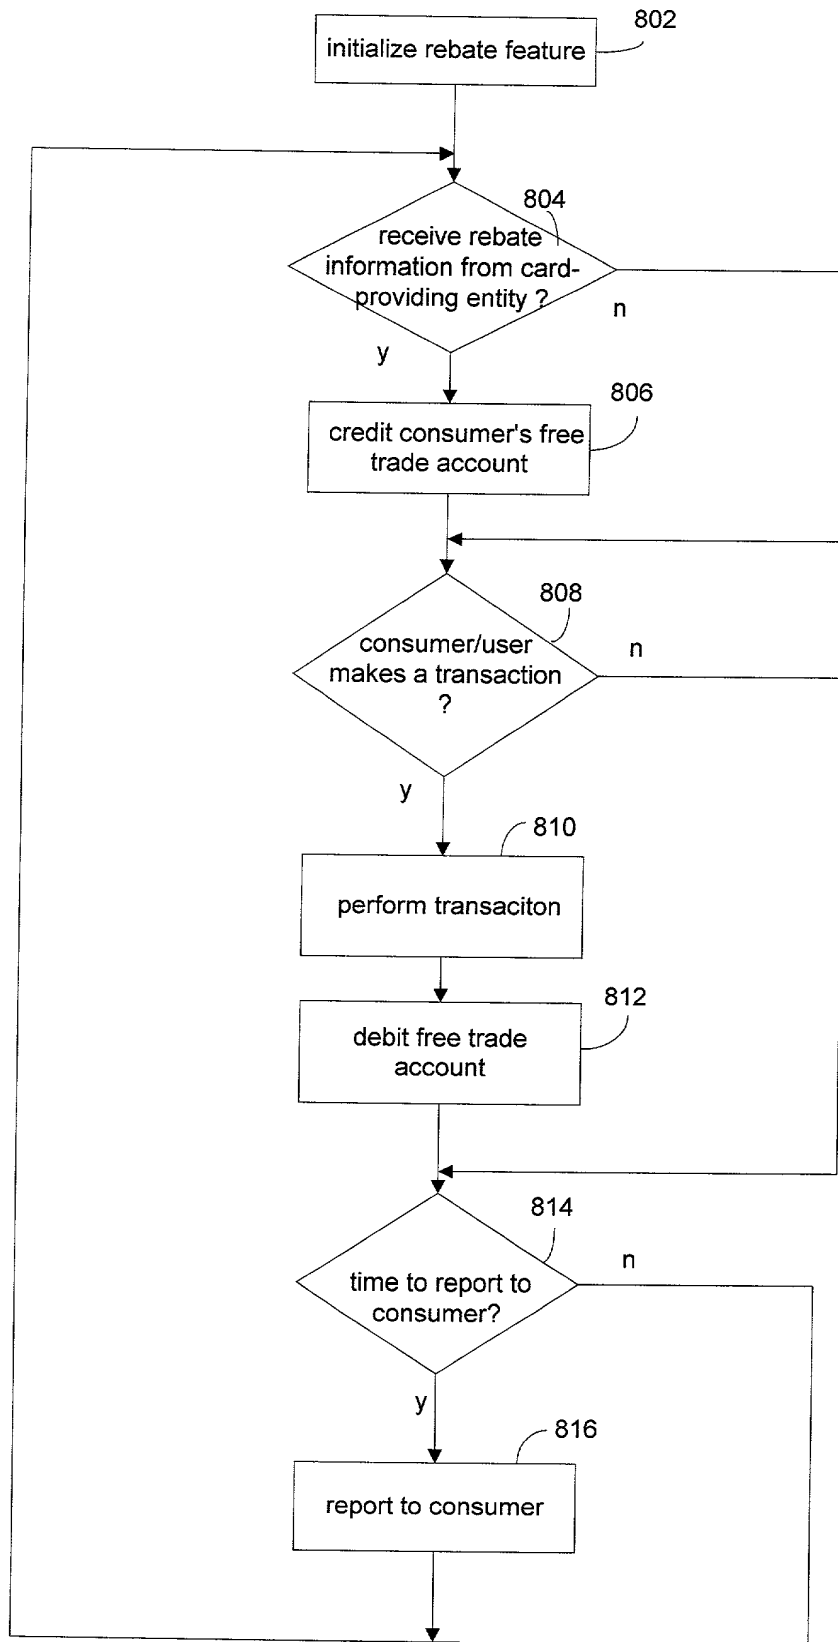 802
initialize rebate feature
804
receive rebate
information from card-
providing entity ?
n
y
806
credit consumer's free
trade account
808
consumer/user
makes a transaction
?
n
y
810
perform transaciton
812
debit free trade
account
814
time to report to
consumer?
n
y
816
report to consumer